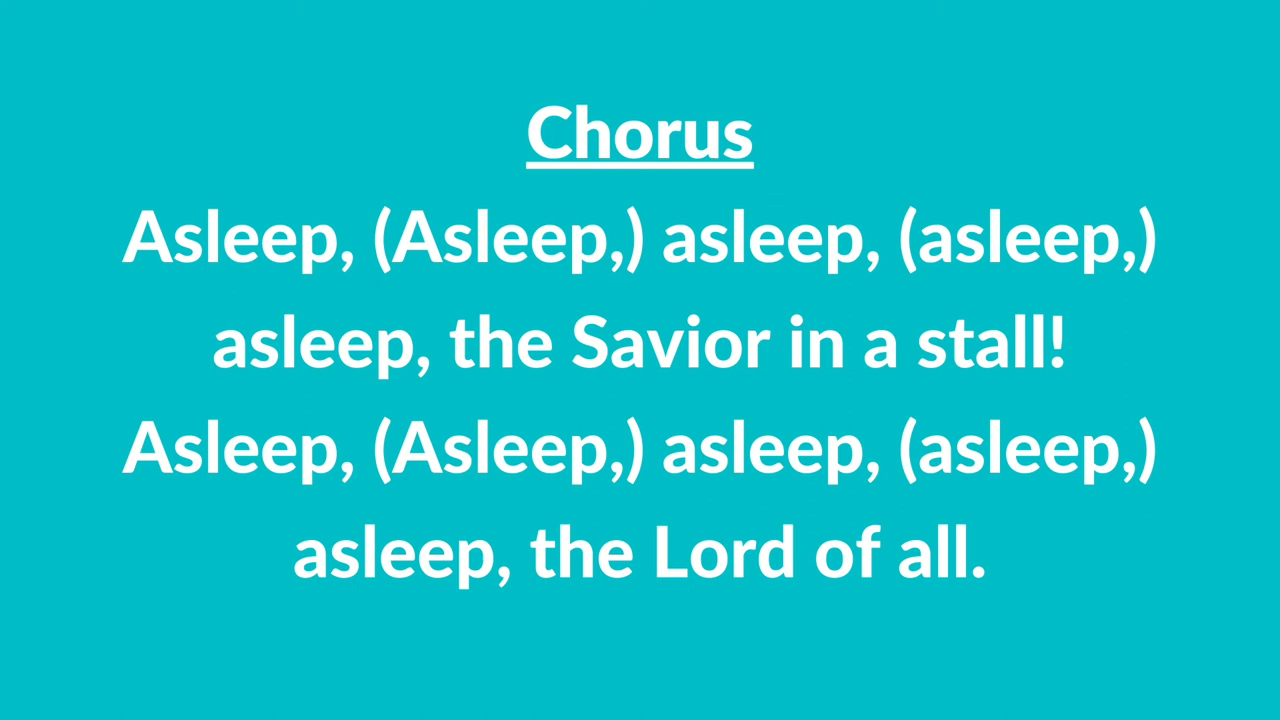 Chorus
Asleep, (Asleep,) asleep, (asleep,)
asleep, the Savior in a stall!
Asleep, (Asleep,) asleep, (asleep,)
asleep, the Lord of all.